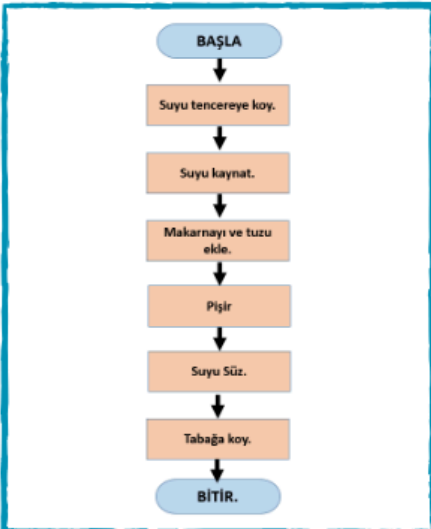 BAŞLA
Suyu tencereye koy.
Suyu kaynat.
Makarnayı ve tuzu
ekle.
Pişir
Suyu Süz.
Tabağa koy.
BİTİR.